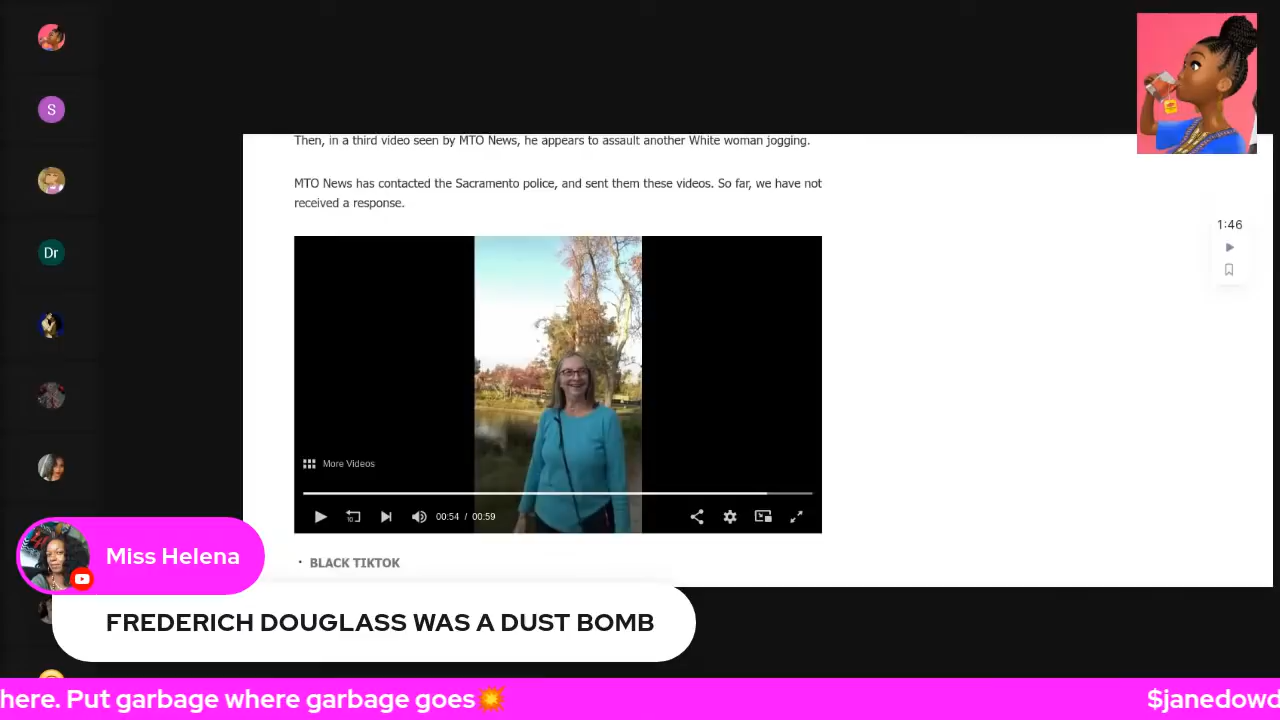 S
Dr
Then, in a third video seen by MTO News, he appears to assault another White woman jogging.
MTO News has contacted the Sacramento police, and sent them these videos. So far, we have not
received a response.
1:46
More Videos
10
00:54 / 00:59
• BLACK TIKTOK
Miss Helena
FREDERICH DOUGLASS WAS A DUST BOMB
here. Put garbage where garbage goes💥
$janedowd